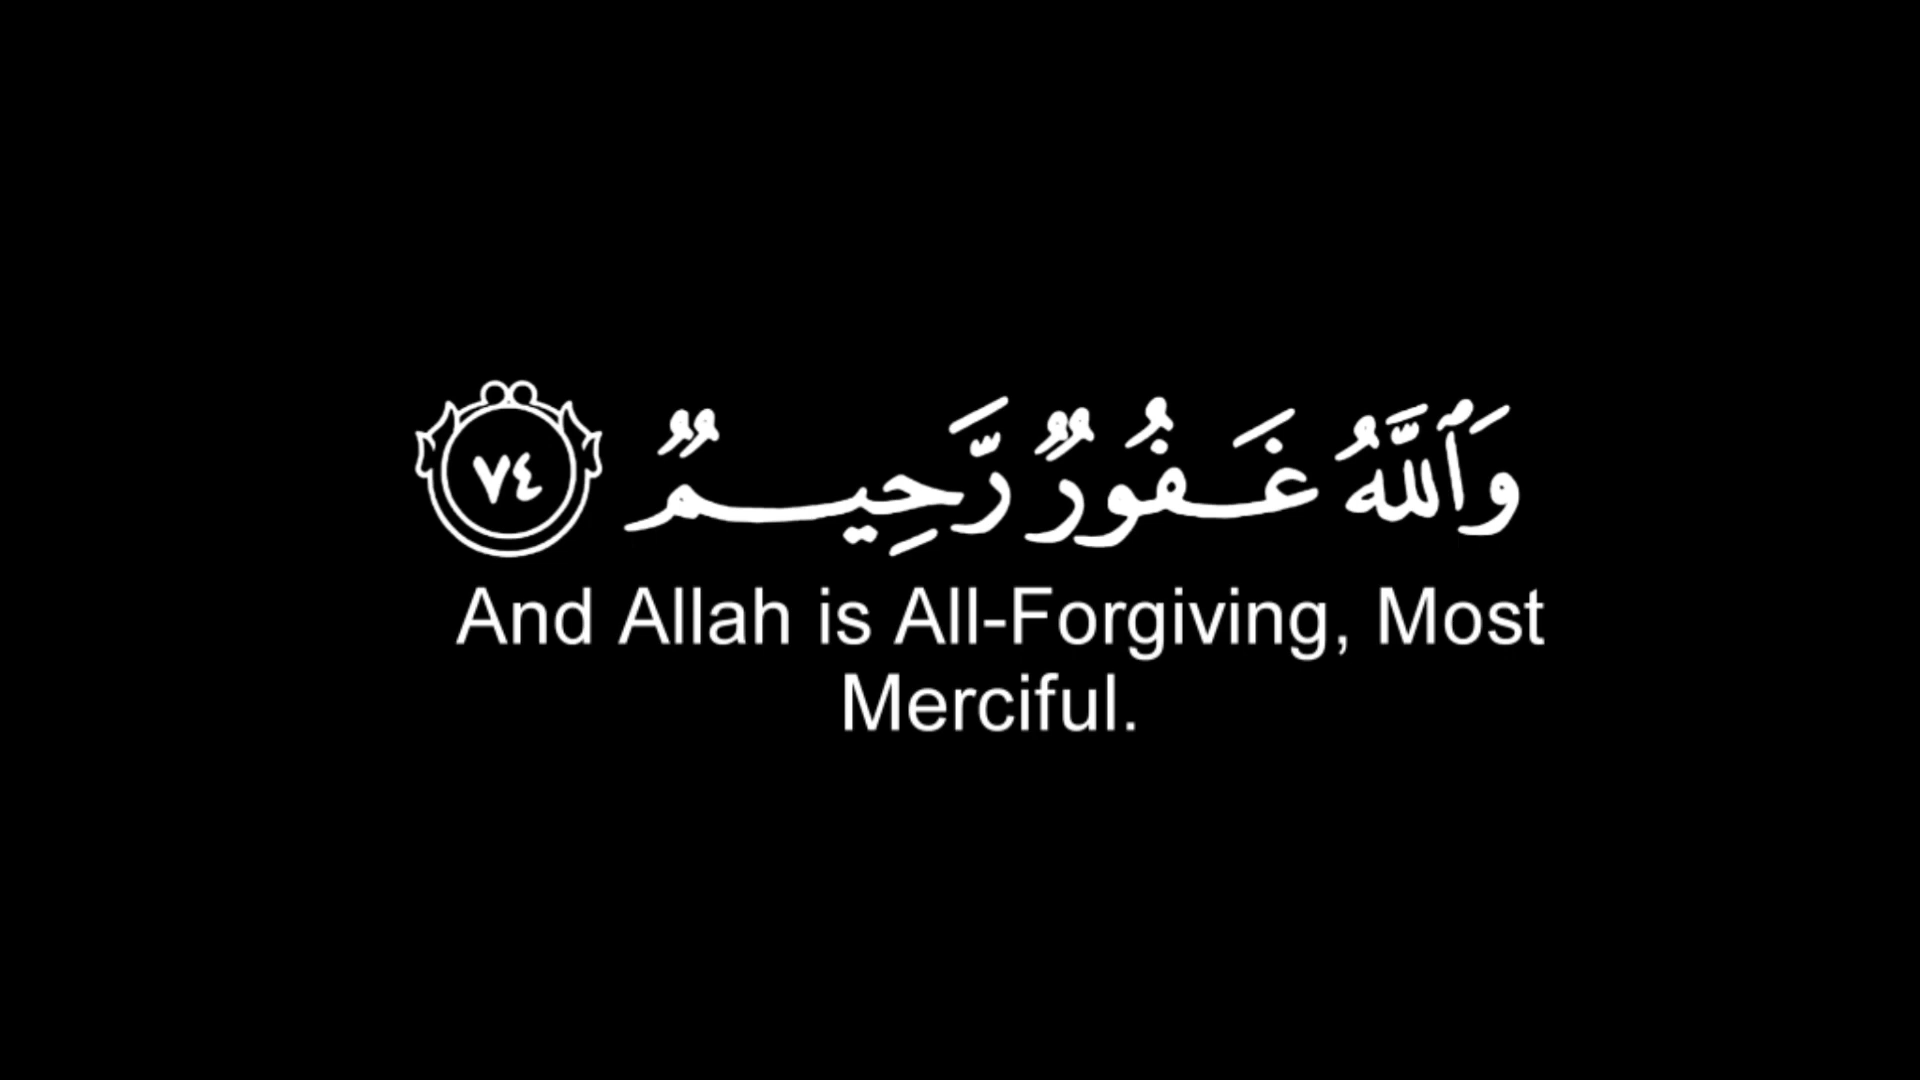 وَٱللَّهُ غَفُورٌ رَّحِيمٌ ٧٤
And Allah is All-Forgiving, Most
Merciful.